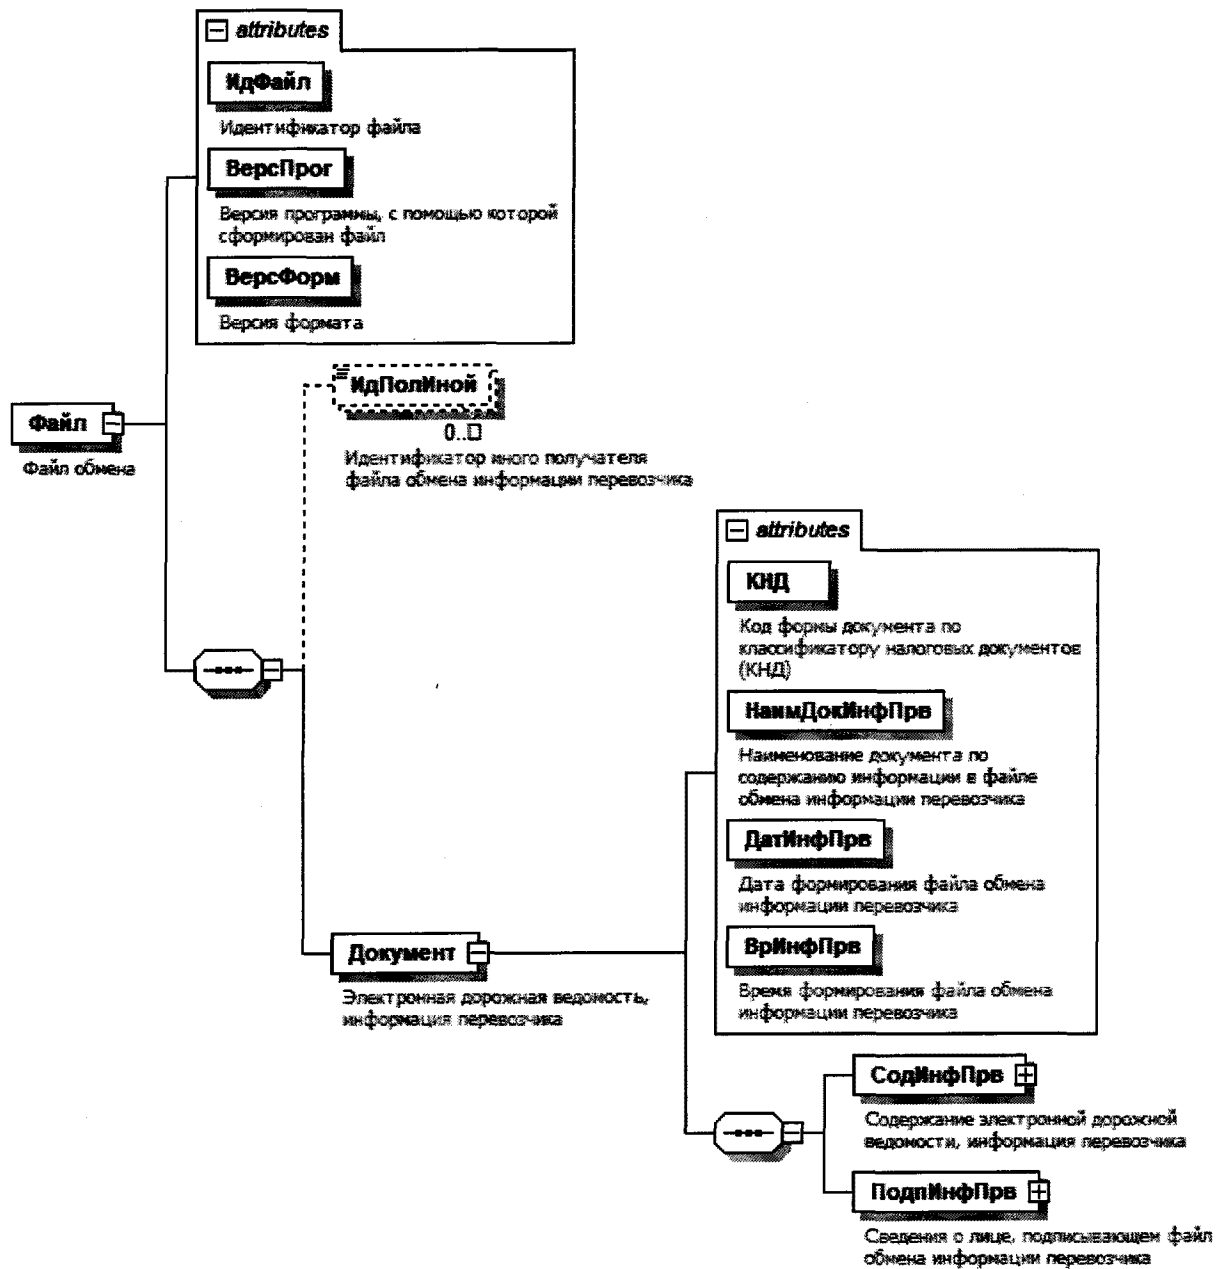 attributes
ИдФайл
Идентификатор файла
ВерсПрог
Версия программы, с помощью которой
сформирован файл
ВерсФорм
Версия формата
Файл
Файл обмена
ИдПолИной
0..□
Идентификатор иного получателя
файла обмена информации перевозчика
attributes
КНД
Код формы документа по
классификатору налоговых документов
(КНД)
НаимДокИнфПрв
Наименование документа по
содержанию информации в файле
обмена информации перевозчика
ДатИнфПрв
Дата формирования файла обмена
информации перевозчика
ВрИнфПрв
Время формирования файла обмена
информации перевозчика
Документ
Электронная дорожная ведомость,
информация перевозчика
СодИнфПрв
Содержание электронной дорожной
ведомости, информация перевозчика
ПодпИнфПрв
Сведения о лице, подписывающем файл
обмена информации перевозчика